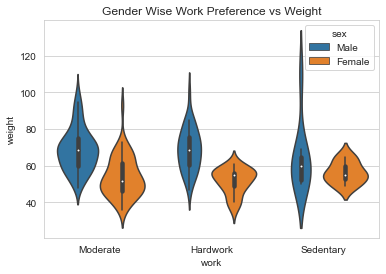 Gender Wise Work Preference vs Weight
sex
Male
Female
120
100
80
60
40
weight
Moderate
Hardwork
Sedentary
work